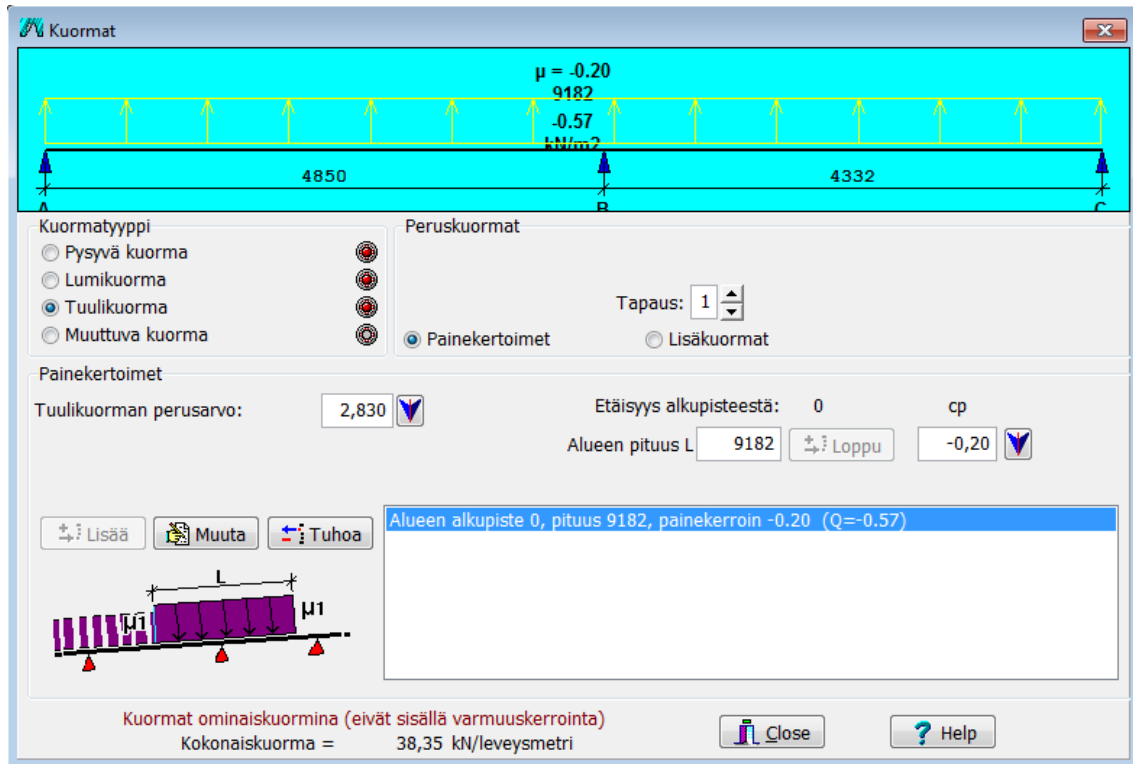 Kuormat
μ = -0.20
9182
-0.57
kN/m2
4850
4332
A
B
C
Kuormatyyppi
Pysyvä kuorma
Lumikuorma
Tuulikuorma
Muuttuva kuorma
Peruskuormat
Tapaus: 1
Painekertoimet
Lisäkuormat
Painekertoimet
Tuulikuorman perusarvo: 2,830
Etäisyys alkupisteestä: 0 cp
Alueen pituus L 9182 Loppu -0,20
Lisää Muuta Tuhoa
Alueen alkupiste 0, pituus 9182, painekerroin -0.20 (Q=-0.57)
L
μ1
μ1
Kuormat ominaiskuormina (eivät sisällä varmuuskerrointa)
Kokonaiskuorma = 38,35 kN/leveysmetri
Close
Help